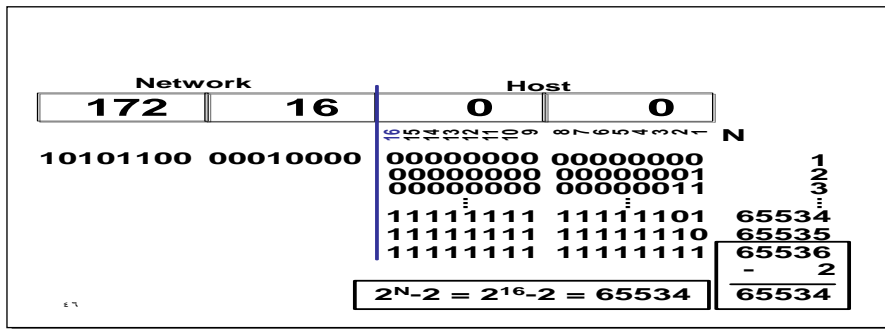 Network Host
172 16 0 0
16 15 14 13 12 11 10 9 8 7 6 5 4 3 2 1 N
10101100 00010000 00000000 00000000 1
00000000 00000001 2
00000000 00000011 3
⋮ ⋮ ⋮
11111111 11111101 65534
11111111 11111110 65535
11111111 11111111 65536
- 2
2ᴺ-2 = 2¹⁶-2 = 65534 65534
٤٦